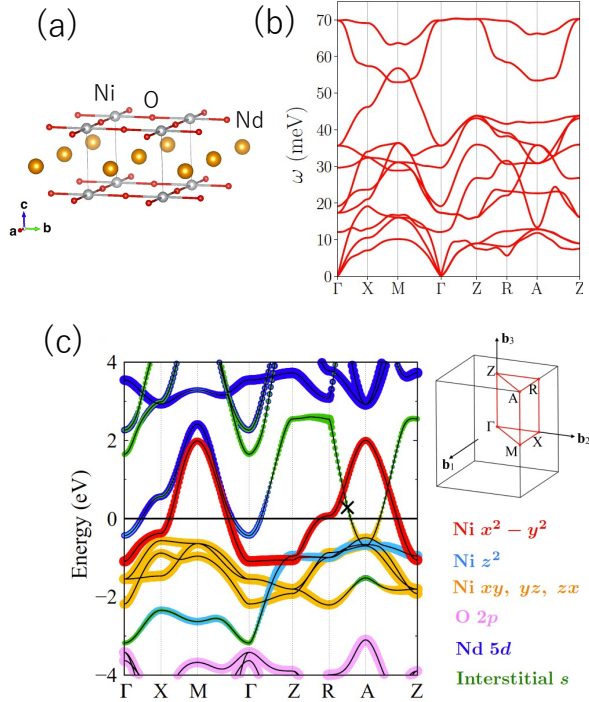 (a)
Ni
O
Nd
c
a
b
(b)
ω (meV)
70
60
50
40
30
20
10
0
Γ X M Γ Z R A Z
(c)
Energy (eV)
4
2
0
−2
−4
Γ X M Γ Z R A Z
b₃
Z
R
A
Γ
X
M
b₂
b₁
Ni x² − y²
Ni z²
Ni xy, yz, zx
O 2p
Nd 5d
Interstitial s